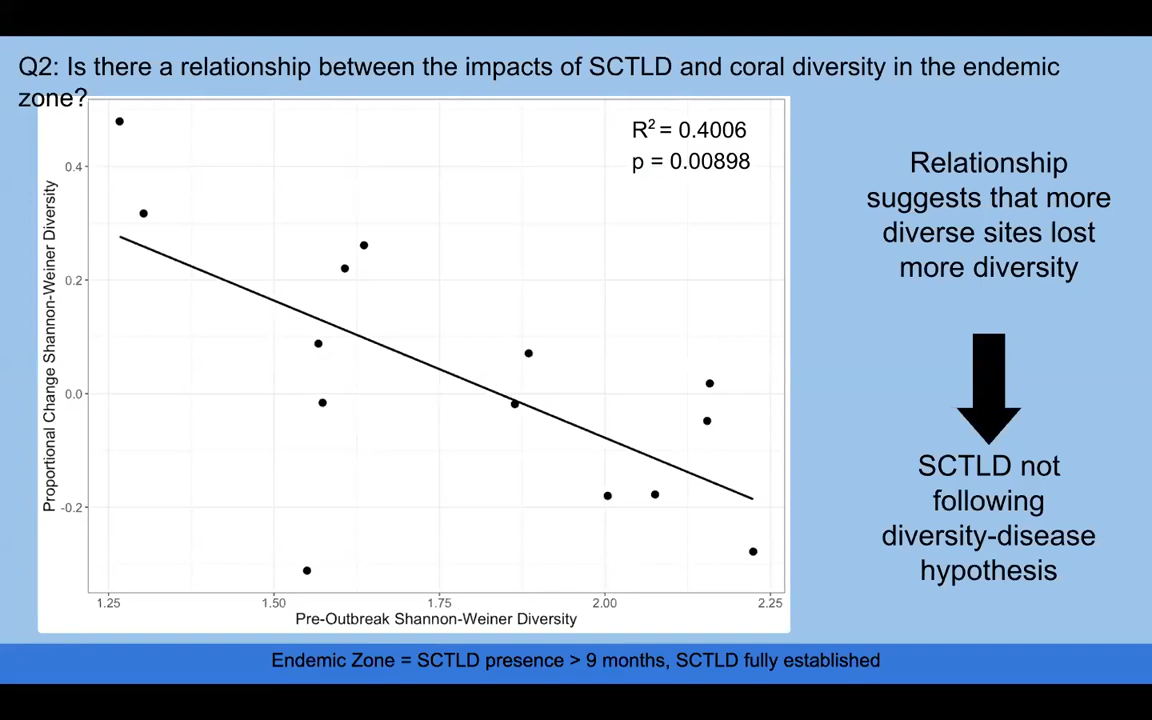 Q2: Is there a relationship between the impacts of SCTLD and coral diversity in the endemic
zone?
R2 = 0.4006
p = 0.00898
Proportional Change Shannon-Weiner Diversity
0.4
0.2
0.0
-0.2
1.25 1.50 1.75 2.00 2.25
Pre-Outbreak Shannon-Weiner Diversity
Relationship
suggests that more
diverse sites lost
more diversity
SCTLD not
following
diversity-disease
hypothesis
Endemic Zone = SCTLD presence > 9 months, SCTLD fully established